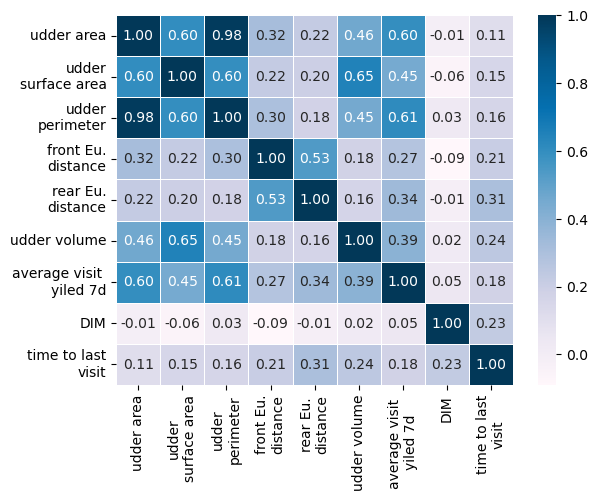 udder area 1.00 0.60 0.98 0.32 0.22 0.46 0.60 -0.01 0.11
udder
surface area 0.60 1.00 0.60 0.22 0.20 0.65 0.45 -0.06 0.15
udder
perimeter 0.98 0.60 1.00 0.30 0.18 0.45 0.61 0.03 0.16
front Eu.
distance 0.32 0.22 0.30 1.00 0.53 0.18 0.27 -0.09 0.21
rear Eu.
distance 0.22 0.20 0.18 0.53 1.00 0.16 0.34 -0.01 0.31
udder volume 0.46 0.65 0.45 0.18 0.16 1.00 0.39 0.02 0.24
average visit
yiled 7d 0.60 0.45 0.61 0.27 0.34 0.39 1.00 0.05 0.18
DIM -0.01 -0.06 0.03 -0.09 -0.01 0.02 0.05 1.00 0.23
time to last
visit 0.11 0.15 0.16 0.21 0.31 0.24 0.18 0.23 1.00
udder area
udder
surface area
udder
perimeter
front Eu.
distance
rear Eu.
distance
udder volume
average visit
yiled 7d
DIM
time to last
visit
1.0
0.8
0.6
0.4
0.2
0.0